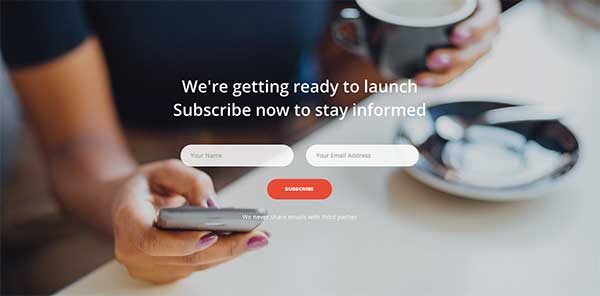 We're getting ready to launch
Subscribe now to stay informed
Your Name
Your Email Address
SUBSCRIBE
We never share emails with third parties